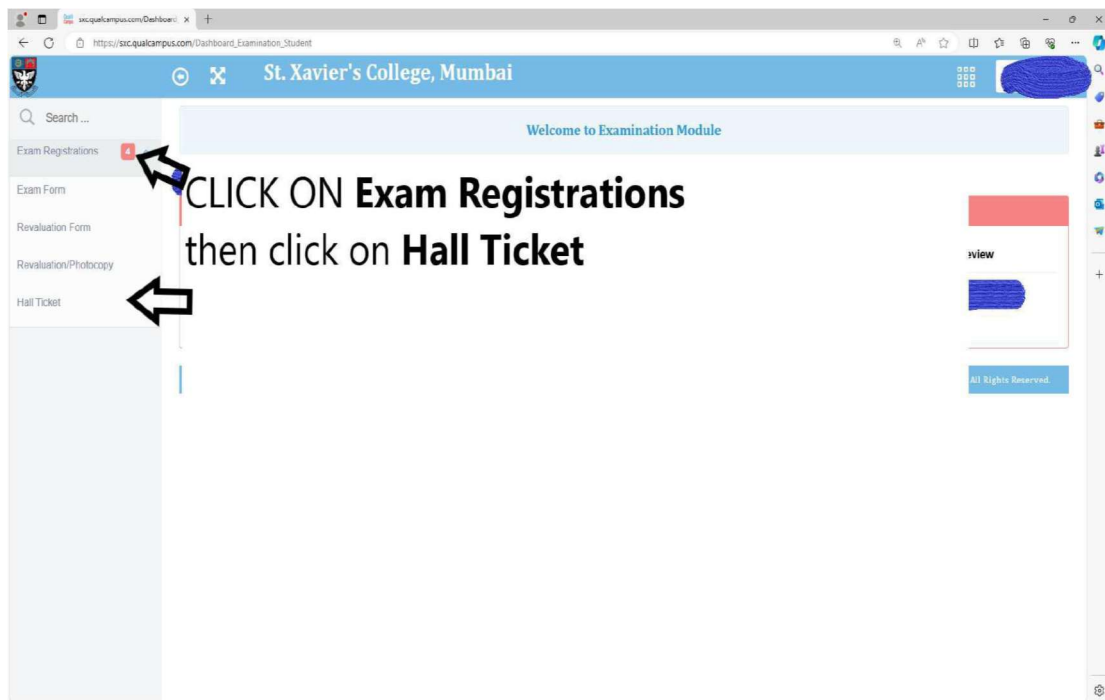 sxc.qualcampus.com/Dashboard_
https://sxc.qualcampus.com/Dashboard_Examination_Student
St. Xavier's College, Mumbai
Search ...
Welcome to Examination Module
Exam Registrations 4
CLICK ON Exam Registrations
then click on Hall Ticket
Exam Form
Revaluation Form
Revaluation/Photocopy
Hall Ticket
eview
All Rights Reserved.